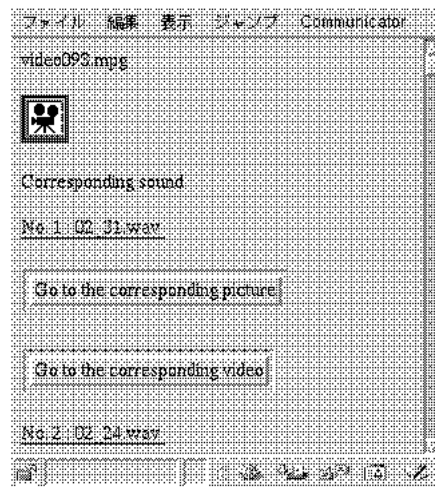 ファイル 編集 表示 ジャンプ Communicator
video093.mpg
Corresponding sound
No.1_02_31.wav
Go to the corresponding picture
Go to the corresponding video
No.2_02_24.wav